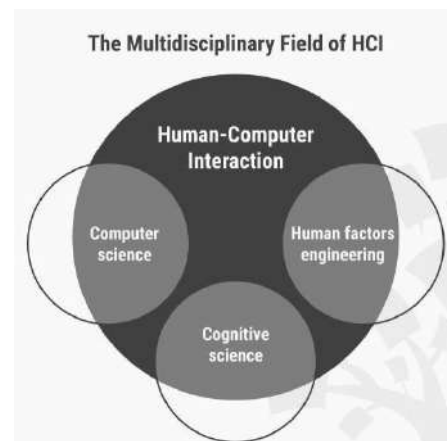 The Multidisciplinary Field of HCI
Human-Computer
Interaction
Computer
science
Human factors
engineering
Cognitive
science